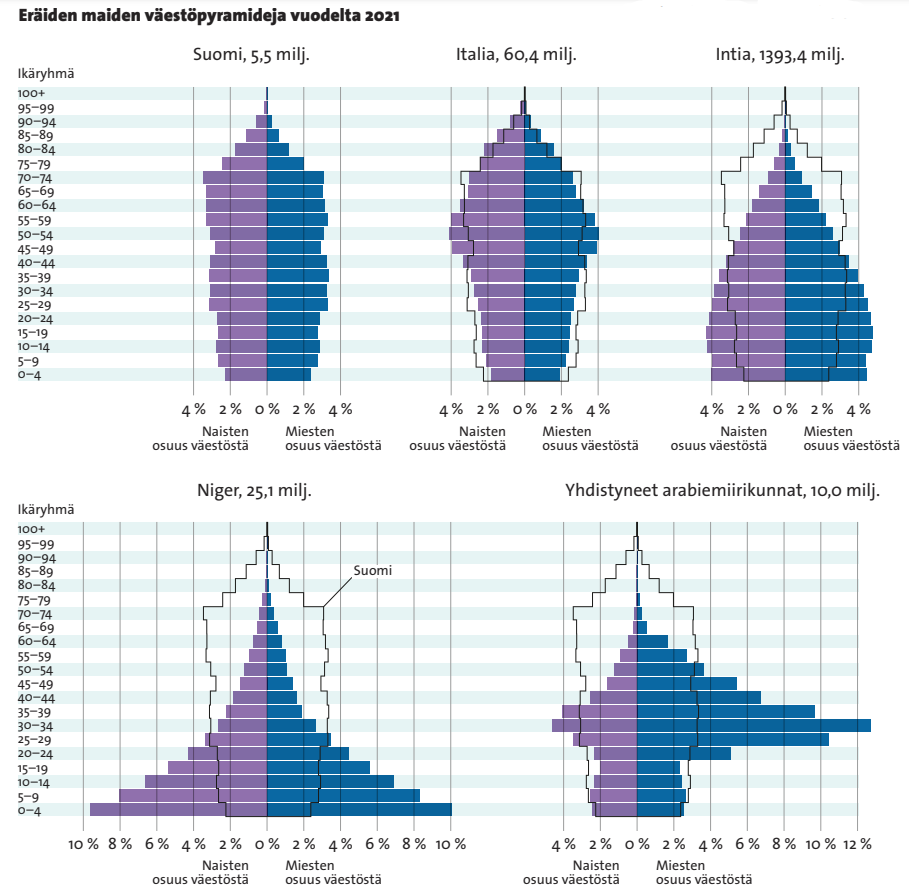 Eräiden maiden väestöpyramideja vuodelta 2021
Suomi, 5,5 milj.
Italia, 60,4 milj.
Intia, 1393,4 milj.
Ikäryhmä
100+
95–99
90–94
85–89
80–84
75–79
70–74
65–69
60–64
55–59
50–54
45–49
40–44
35–39
30–34
25–29
20–24
15–19
10–14
5–9
0–4
4 % 2 % 0 % 2 % 4 %
4 % 2 % 0 % 2 % 4 %
4 % 2 % 0 % 2 % 4 %
Naisten
osuus väestöstä
Miesten
osuus väestöstä
Naisten
osuus väestöstä
Miesten
osuus väestöstä
Naisten
osuus väestöstä
Miesten
osuus väestöstä
Niger, 25,1 milj.
Yhdistyneet arabiemiirikunnat, 10,0 milj.
Ikäryhmä
100+
95–99
90–94
85–89
80–84
75–79
70–74
65–69
60–64
55–59
50–54
45–49
40–44
35–39
30–34
25–29
20–24
15–19
10–14
5–9
0–4
Suomi
10 % 8 % 6 % 4 % 2 % 0 % 2 % 4 % 6 % 8 % 10 %
4 % 2 % 0 % 2 % 4 % 6 % 8 % 10 % 12 %
Naisten
osuus väestöstä
Miesten
osuus väestöstä
Naisten
osuus väestöstä
Miesten
osuus väestöstä